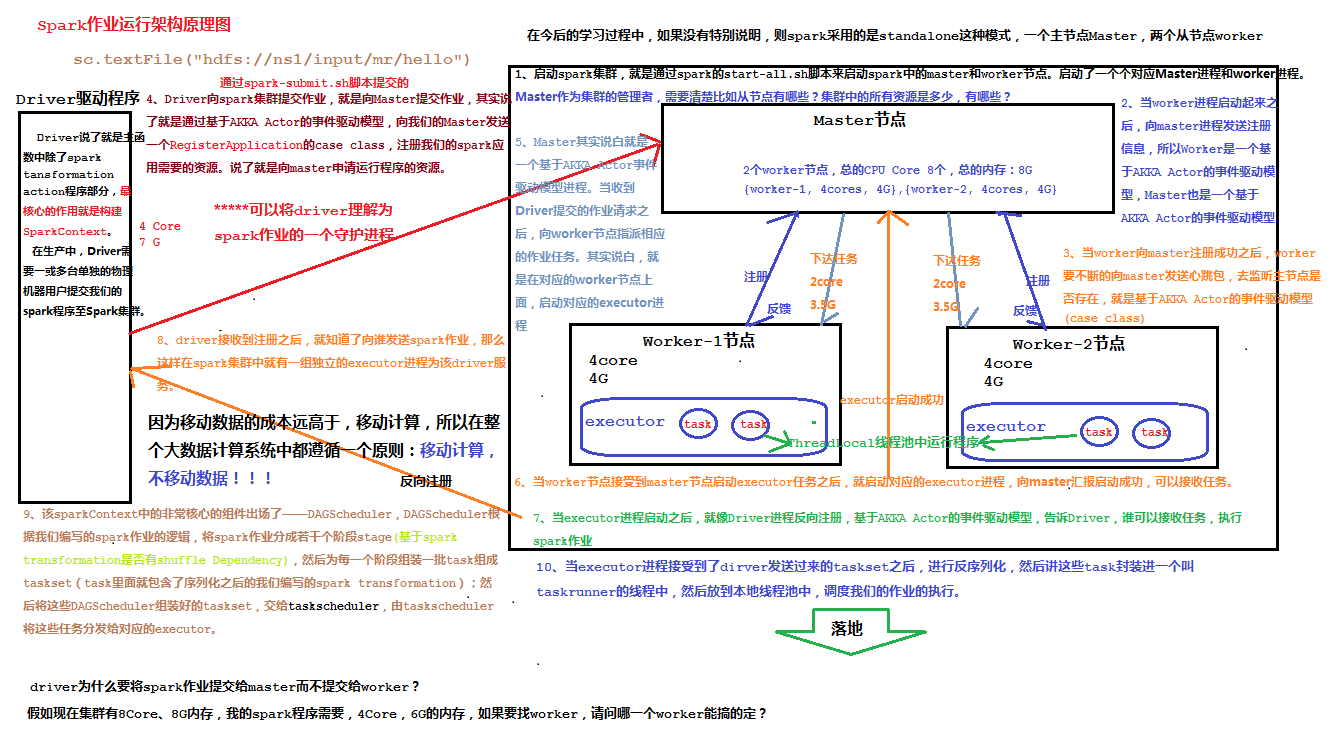 Spark作业运行架构原理图
sc.textFile("hdfs://ns1/input/mr/hello")
通过spark-submit.sh脚本提交的
Driver驱动程序
Driver说了就是主函
数中除了spark
tansformation
action程序部分，最
核心的作用就是构建
SparkContext。
在生产中，Driver需
要一或多台单独的物理
机器用户提交我们的
spark程序至Spark集群。
4、Driver向spark集群提交作业，就是向Master提交作业，其实说
了就是通过基于AKKA Actor的事件驱动模型，向我们的Master发送
一个RegisterApplication的case class，注册我们的spark应
用需要的资源。说了就是向master申请运行程序的资源。
4 Core
7 G
*****可以将driver理解为
spark作业的一个守护进程
8、driver接收到注册之后，就知道了向谁发送spark作业，那么
这样在spark集群中就有一组独立的executor进程为该driver服
务。
因为移动数据的成本远高于，移动计算，所以在整
个大数据计算系统中都遵循一个原则：移动计算，
不移动数据！！！
反向注册
9、该sparkContext中的非常核心的组件出场了——DAGScheduler，DAGScheduler根
据我们编写的spark作业的逻辑，将spark作业分成若干个阶段stage(基于spark
transformation是否有shuffle Dependency)，然后为每一个阶段组装一批task组成
taskset（task里面就包含了序列化之后的我们编写的spark transformation）；然
后将这些DAGScheduler组装好的taskset，交给taskscheduler，由taskscheduler
将这些任务分发给对应的executor。
在今后的学习过程中，如果没有特别说明，则spark采用的是standalone这种模式，一个主节点Master，两个从节点worker
1、启动spark集群，就是通过spark的start-all.sh脚本来启动spark中的master和worker节点。启动了一个个对应Master进程和worker进程。
Master作为集群的管理者，需要清楚比如从节点有哪些？集群中的所有资源是多少，有哪些？
Master节点
2个worker节点，总的CPU Core 8个，总的内存：8G
{worker-1, 4cores, 4G},{worker-2, 4cores, 4G}
2、当worker进程启动起来之
后，向master进程发送注册
信息，所以Worker是一个基
于AKKA Actor的事件驱动模
型，Master也是一个基于
AKKA Actor的事件驱动模型
5、Master其实说白就是
一个基于AKKA Actor事件
驱动模型进程。当收到
Driver提交的作业请求之
后，向worker节点指派相应
的作业任务。其实说白，就
是在对应的worker节点上
面，启动对应的executor进
程
3、当worker向master注册成功之后，worker
要不断的向master发送心跳包，去监听主节点是
否存在，就是基于AKKA Actor的事件驱动模型
(case class)
注册
反馈
下达任务
2core
3.5G
下达任务
2core
3.5G
注册
反馈
Worker-1节点
4core
4G
executor
task
task
executor启动成功
ThreadLocal线程池中运行程序
Worker-2节点
4core
4G
executor
task
task
6、当worker节点接受到master节点启动executor任务之后，就启动对应的executor进程，向master汇报启动成功，可以接收任务。
7、当executor进程启动之后，就像Driver进程反向注册，基于AKKA Actor的事件驱动模型，告诉Driver，谁可以接收任务，执行
spark作业
10、当executor进程接受到了dirver发送过来的taskset之后，进行反序列化，然后讲这些task封装进一个叫
taskrunner的线程中，然后放到本地线程池中，调度我们的作业的执行。
落地
driver为什么要将spark作业提交给master而不提交给worker？
假如现在集群有8Core、8G内存，我的spark程序需要，4Core，6G的内存，如果要找worker，请问哪一个worker能搞的定？